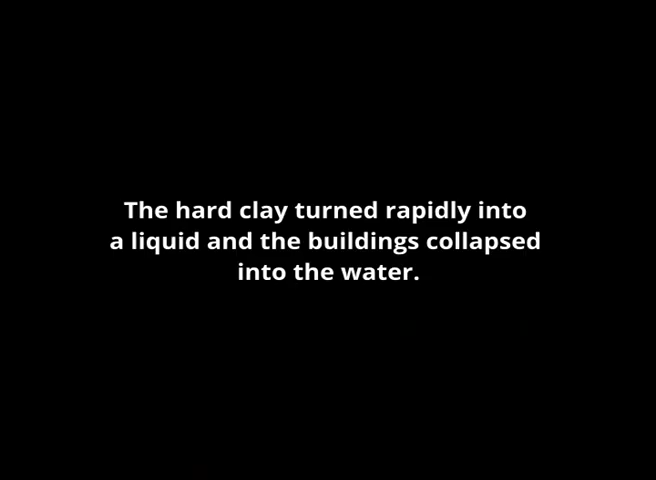 The hard clay turned rapidly into
a liquid and the buildings collapsed
into the water.